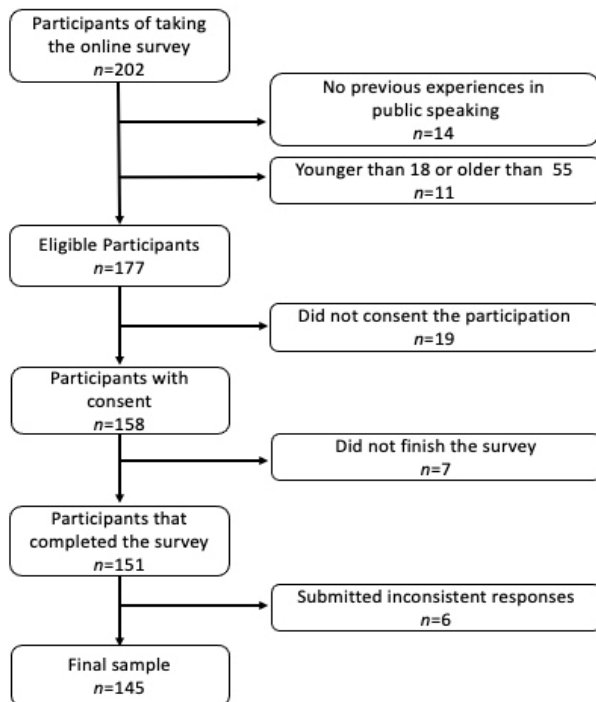 Participants of taking
the online survey
n=202
No previous experiences in
public speaking
n=14
Younger than 18 or older than 55
n=11
Eligible Participants
n=177
Did not consent the participation
n=19
Participants with
consent
n=158
Did not finish the survey
n=7
Participants that
completed the survey
n=151
Submitted inconsistent responses
n=6
Final sample
n=145